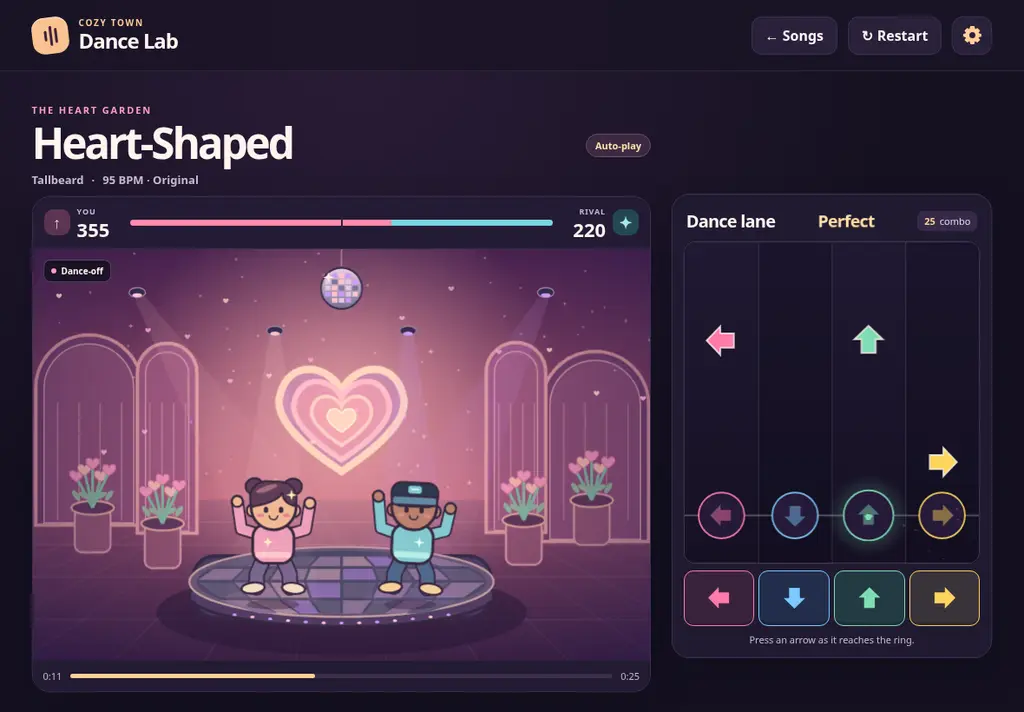 COZY TOWN
Dance Lab
← Songs
↻ Restart
THE HEART GARDEN
Heart-Shaped
Auto-play
Tallbeard · 95 BPM · Original
YOU
355
RIVAL
220
Dance-off
0:11
0:25
Dance lane
Perfect
25 combo
Press an arrow as it reaches the ring.